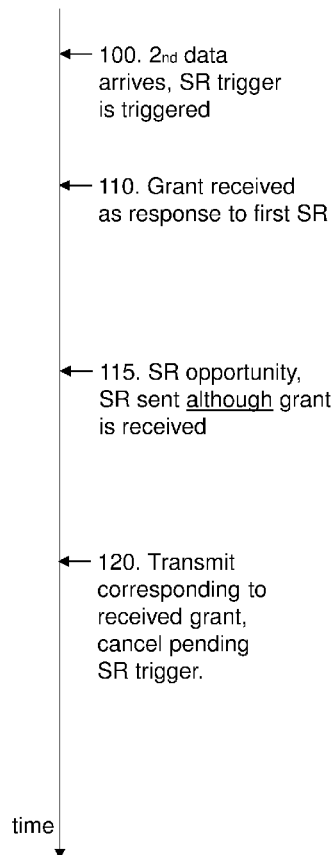 100. 2nd data
arrives, SR trigger
is triggered
110. Grant received
as response to first SR
115. SR opportunity,
SR sent although grant
is received
120. Transmit
corresponding to
received grant,
cancel pending
SR trigger.
time